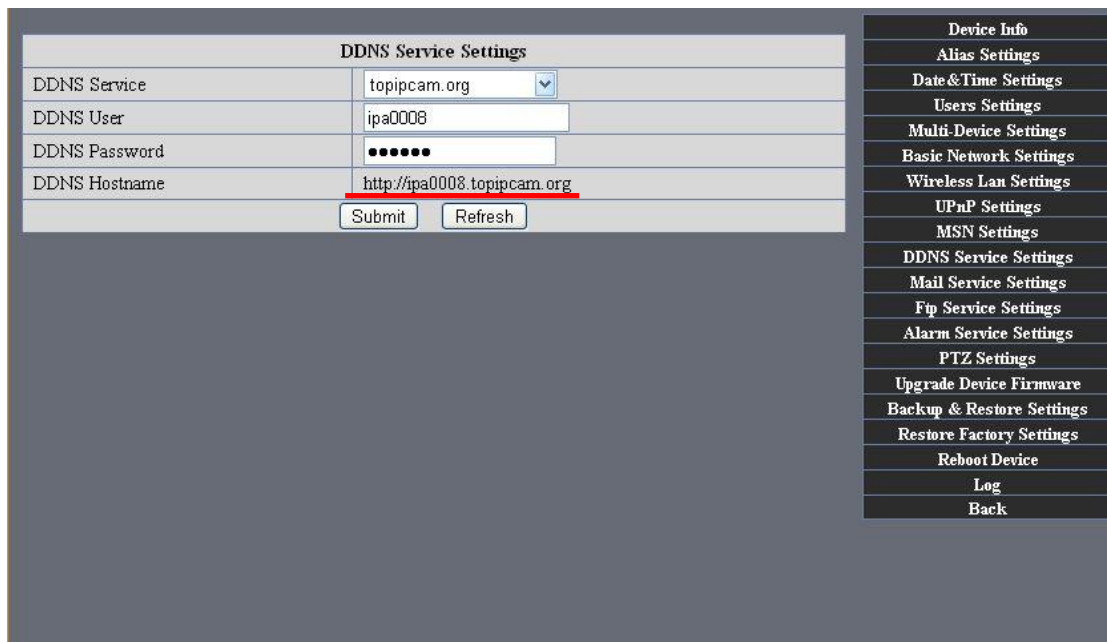 DDNS Service Settings
DDNS Service topipcam.org
DDNS User ipa0008
DDNS Password ●●●●●●
DDNS Hostname http://ipa0008.topipcam.org
Submit Refresh
Device Info
Alias Settings
Date&Time Settings
Users Settings
Multi-Device Settings
Basic Network Settings
Wireless Lan Settings
UPnP Settings
MSN Settings
DDNS Service Settings
Mail Service Settings
Ftp Service Settings
Alarm Service Settings
PTZ Settings
Upgrade Device Firmware
Backup & Restore Settings
Restore Factory Settings
Reboot Device
Log
Back